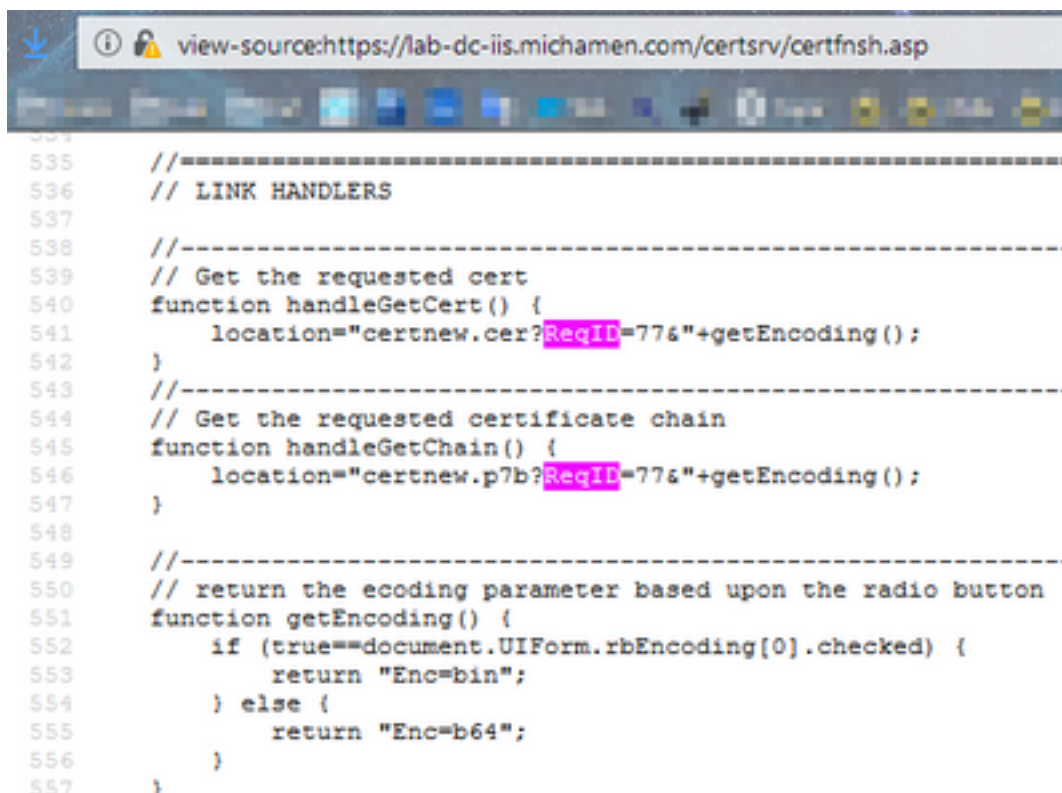 view-source:https://lab-dc-iis.michamen.com/certsrv/certfnsh.asp
534
535 //=======================================================
536 // LINK HANDLERS
537
538 //-------------------------------------------------------
539 // Get the requested cert
540 function handleGetCert() {
541 location="certnew.cer?ReqID=77&"+getEncoding();
542 }
543 //-------------------------------------------------------
544 // Get the requested certificate chain
545 function handleGetChain() {
546 location="certnew.p7b?ReqID=77&"+getEncoding();
547 }
548
549 //-------------------------------------------------------
550 // return the ecoding parameter based upon the radio button
551 function getEncoding() {
552 if (true==document.UIForm.rbEncoding[0].checked) {
553 return "Enc=bin";
554 } else {
555 return "Enc=b64";
556 }
557 }